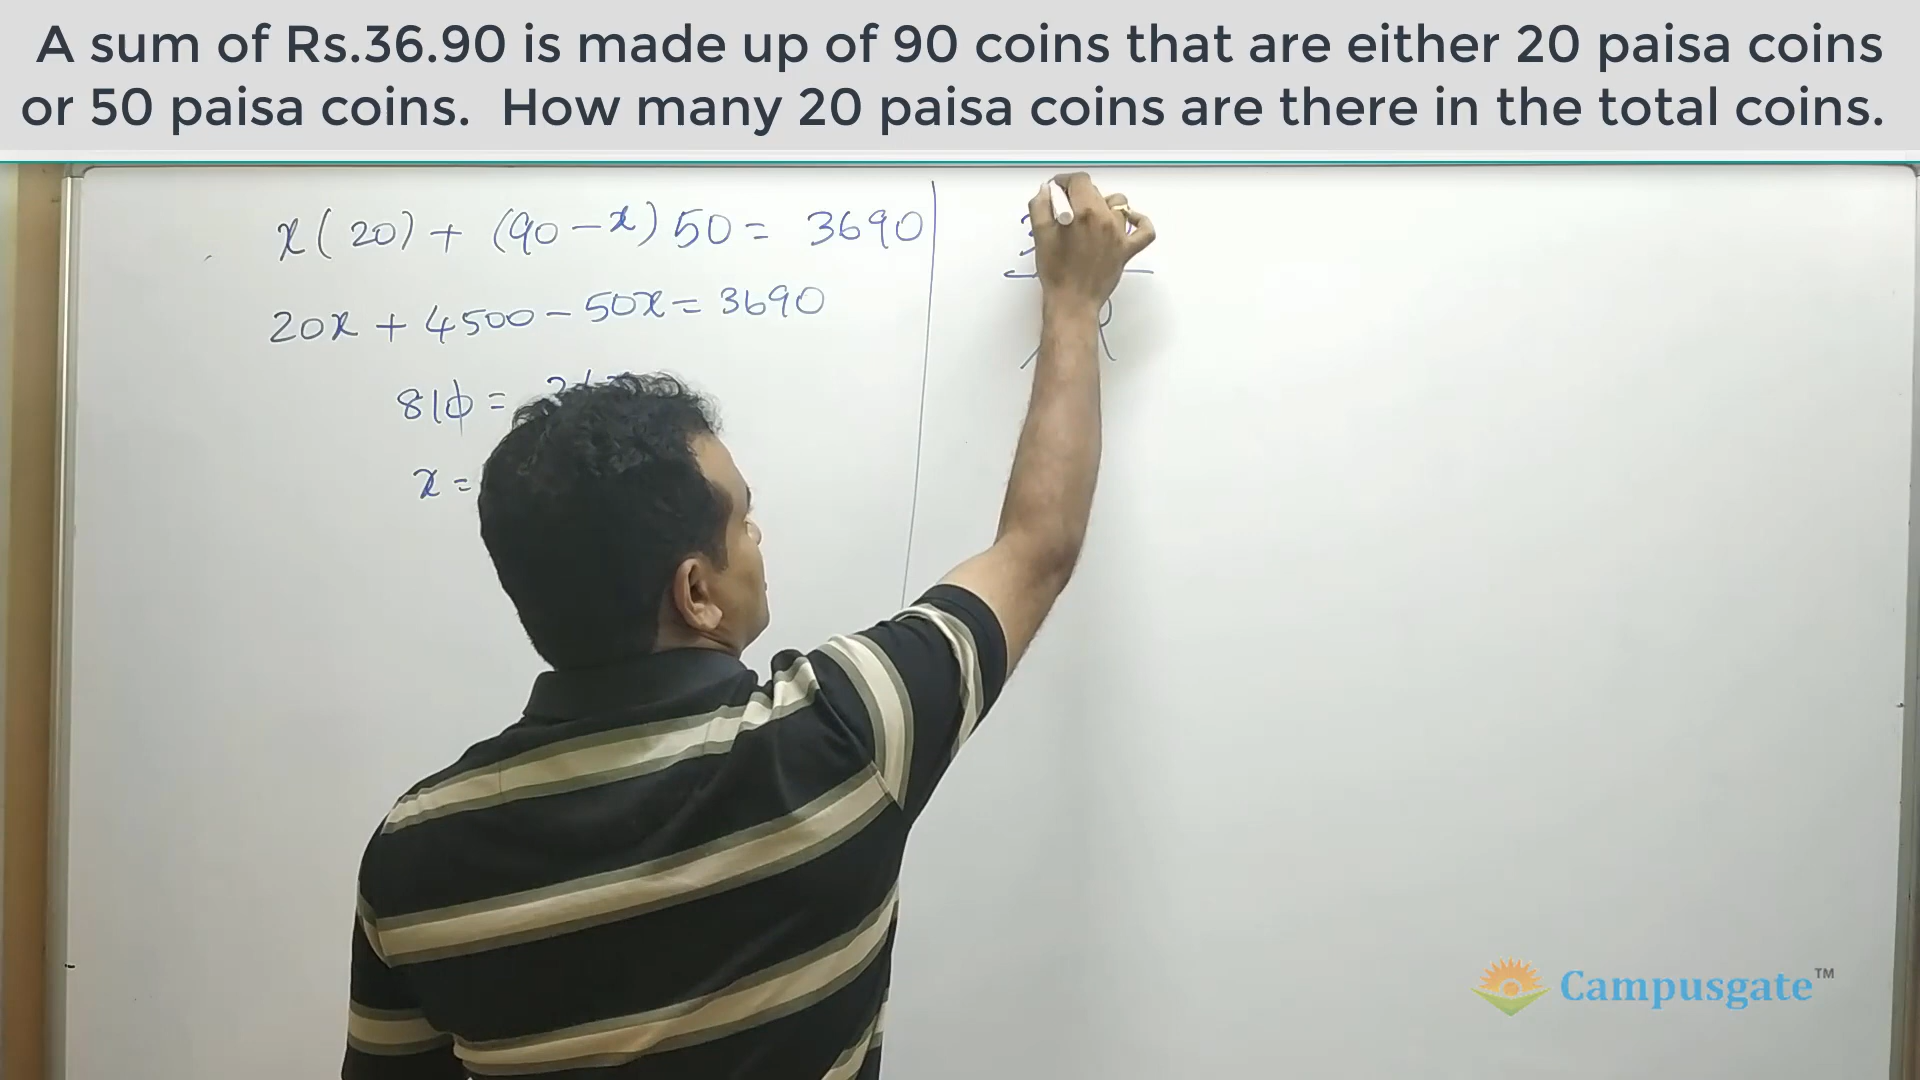 A sum of Rs.36.90 is made up of 90 coins that are either 20 paisa coins
or 50 paisa coins. How many 20 paisa coins are there in the total coins.
x(20) + (90-x)50 = 3690
20x + 4500 - 50x = 3690
810 =
x =
Campusgate™